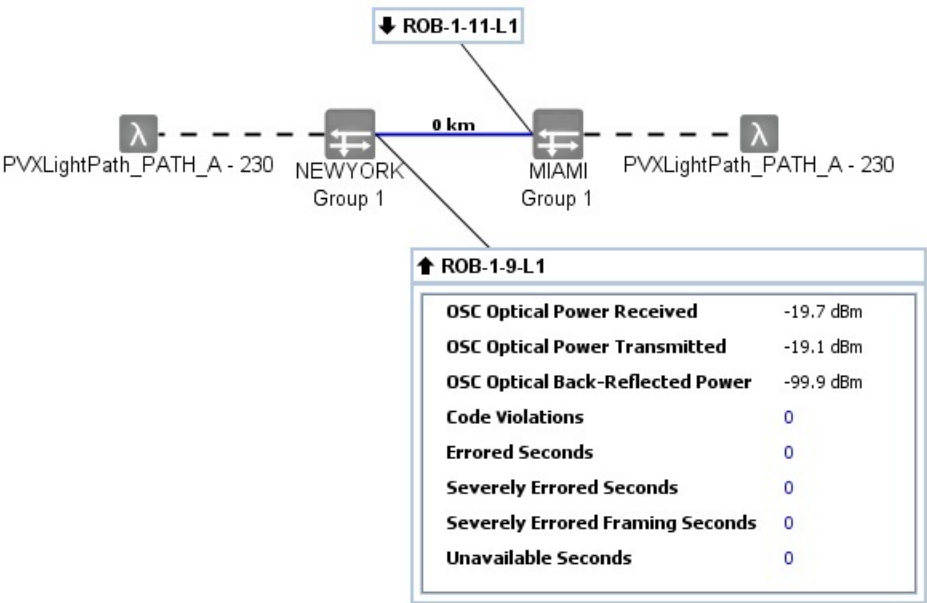 🡇 ROB-1-11-L1
0 km
λ
λ
PVXLightPath_PATH_A - 230
NEWYORK
Group 1
MIAMI
Group 1
PVXLightPath_PATH_A - 230
🡅 ROB-1-9-L1
OSC Optical Power Received -19.7 dBm
OSC Optical Power Transmitted -19.1 dBm
OSC Optical Back-Reflected Power -99.9 dBm
Code Violations 0
Errored Seconds 0
Severely Errored Seconds 0
Severely Errored Framing Seconds 0
Unavailable Seconds 0